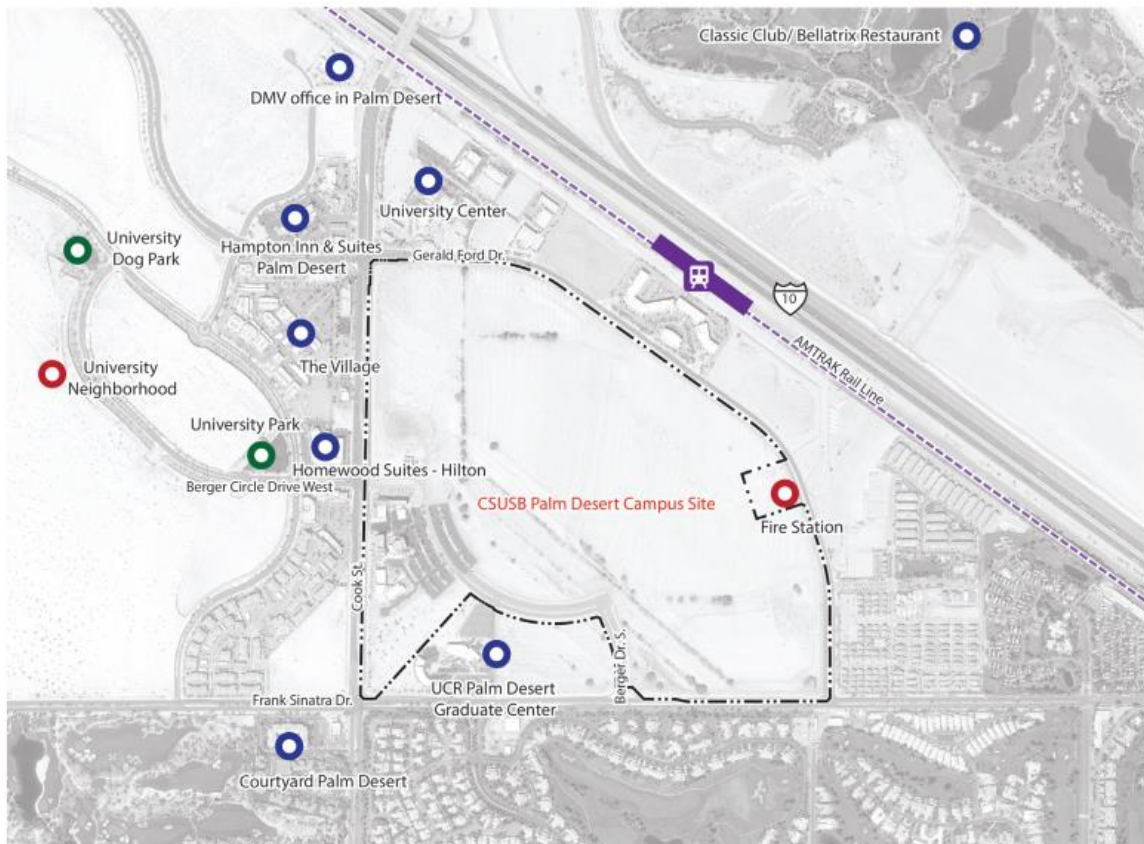 Classic Club/ Bellatrix Restaurant
DMV office in Palm Desert
University Center
University
Dog Park
Hampton Inn & Suites
Palm Desert
Gerald Ford Dr.
10
AMTRAK Rail Line
The Village
University
Neighborhood
University Park
Homewood Suites - Hilton
Berger Circle Drive West
CSUSB Palm Desert Campus Site
Fire Station
Cook St.
Berger Dr. S.
UCR Palm Desert
Graduate Center
Frank Sinatra Dr.
Courtyard Palm Desert